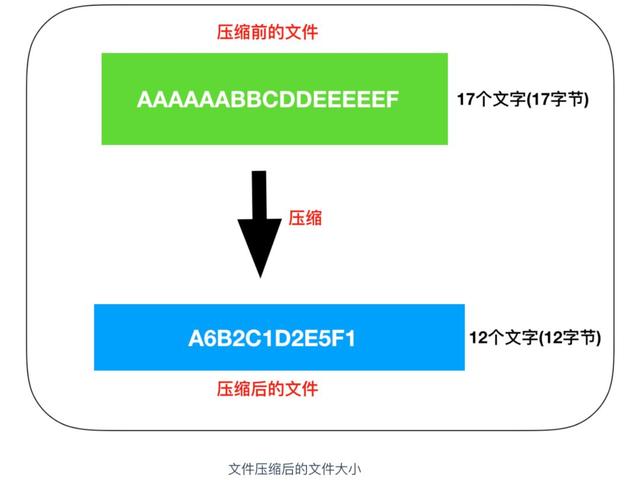 压缩前的文件
AAAAAABBCDDEEEEEF
17个文字(17字节)
压缩
A6B2C1D2E5F1
12个文字(12字节)
压缩后的文件
文件压缩后的文件大小